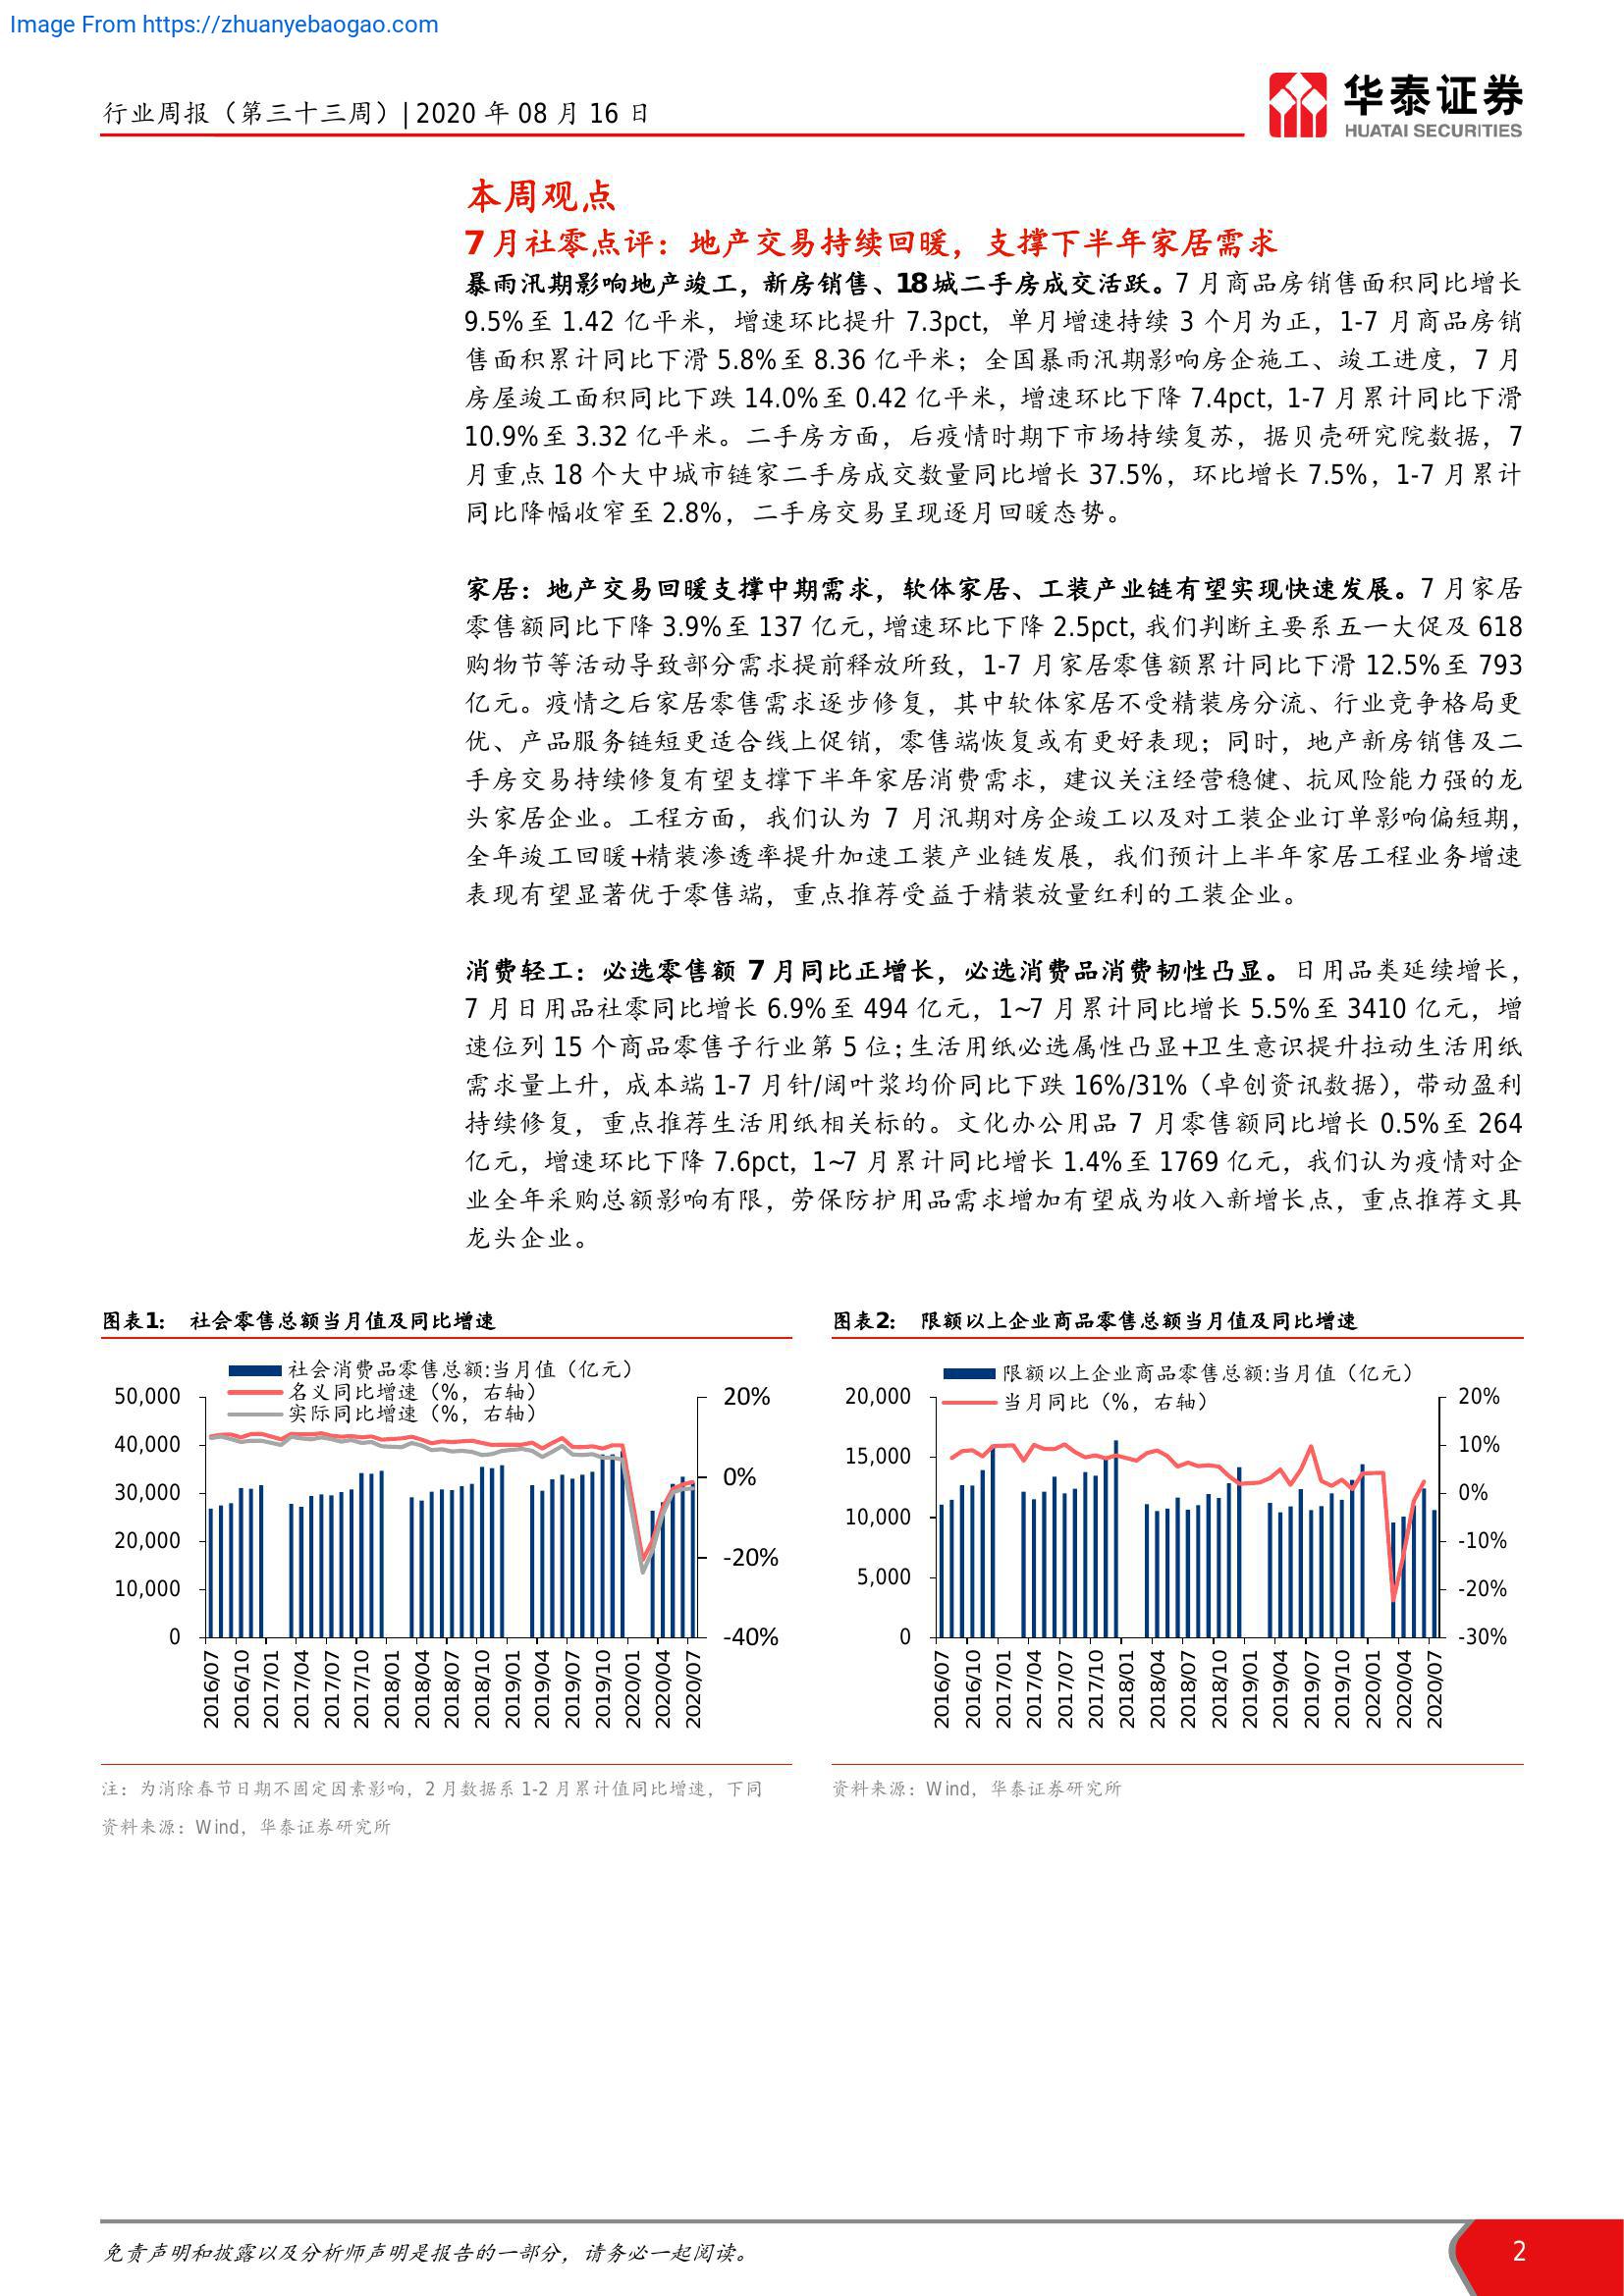 Image From https://zhuanyebaogao.com
行业周报（第三十三周）| 2020 年 08 月 16 日
华泰证券
HUATAI SECURITIES
本周观点
7 月社零点评：地产交易持续回暖，支撑下半年家居需求
暴雨汛期影响地产竣工，新房销售、18 城二手房成交活跃。7 月商品房销售面积同比增长
9.5%至 1.42 亿平米，增速环比提升 7.3pct，单月增速持续 3 个月为正，1-7 月商品房销
售面积累计同比下滑 5.8%至 8.36 亿平米；全国暴雨汛期影响房企施工、竣工进度，7 月
房屋竣工面积同比下跌 14.0%至 0.42 亿平米，增速环比下降 7.4pct，1-7 月累计同比下滑
10.9%至 3.32 亿平米。二手房方面，后疫情时期下市场持续复苏，据贝壳研究院数据，7
月重点 18 个大中城市链家二手房成交数量同比增长 37.5%，环比增长 7.5%，1-7 月累计
同比降幅收窄至 2.8%，二手房交易呈现逐月回暖态势。
家居：地产交易回暖支撑中期需求，软体家居、工装产业链有望实现快速发展。7 月家居
零售额同比下降 3.9%至 137 亿元，增速环比下降 2.5pct，我们判断主要系五一大促及 618
购物节等活动导致部分需求提前释放所致，1-7 月家居零售额累计同比下滑 12.5%至 793
亿元。疫情之后家居零售需求逐步修复，其中软体家居不受精装房分流、行业竞争格局更
优、产品服务链短更适合线上促销，零售端恢复或有更好表现；同时，地产新房销售及二
手房交易持续修复有望支撑下半年家居消费需求，建议关注经营稳健、抗风险能力强的龙
头家居企业。工程方面，我们认为 7 月汛期对房企竣工以及对工装企业订单影响偏短期，
全年竣工回暖+精装渗透率提升加速工装产业链发展，我们预计上半年家居工程业务增速
表现有望显著优于零售端，重点推荐受益于精装放量红利的工装企业。
消费轻工：必选零售额 7 月同比正增长，必选消费品消费韧性凸显。日用品类延续增长，
7 月日用品社零同比增长 6.9%至 494 亿元，1~7 月累计同比增长 5.5%至 3410 亿元，增
速位列 15 个商品零售子行业第 5 位；生活用纸必选属性凸显+卫生意识提升拉动生活用纸
需求量上升，成本端 1-7 月针/阔叶浆均价同比下跌 16%/31%（卓创资讯数据），带动盈利
持续修复，重点推荐生活用纸相关标的。文化办公用品 7 月零售额同比增长 0.5%至 264
亿元，增速环比下降 7.6pct，1~7 月累计同比增长 1.4%至 1769 亿元，我们认为疫情对企
业全年采购总额影响有限，劳保防护用品需求增加有望成为收入新增长点，重点推荐文具
龙头企业。
图表1： 社会零售总额当月值及同比增速
社会消费品零售总额:当月值（亿元）
名义同比增速（%，右轴）
实际同比增速（%，右轴）
50,000
40,000
30,000
20,000
10,000
0
20%
0%
-20%
-40%
2016/07
2016/10
2017/01
2017/04
2017/07
2017/10
2018/01
2018/04
2018/07
2018/10
2019/01
2019/04
2019/07
2019/10
2020/01
2020/04
2020/07
注：为消除春节日期不固定因素影响，2 月数据系 1-2 月累计值同比增速，下同
资料来源：Wind，华泰证券研究所
图表2： 限额以上企业商品零售总额当月值及同比增速
限额以上企业商品零售总额:当月值（亿元）
当月同比（%，右轴）
20,000
15,000
10,000
5,000
0
20%
10%
0%
-10%
-20%
-30%
2016/07
2016/10
2017/01
2017/04
2017/07
2017/10
2018/01
2018/04
2018/07
2018/10
2019/01
2019/04
2019/07
2019/10
2020/01
2020/04
2020/07
资料来源：Wind，华泰证券研究所
免责声明和披露以及分析师声明是报告的一部分，请务必一起阅读。
2